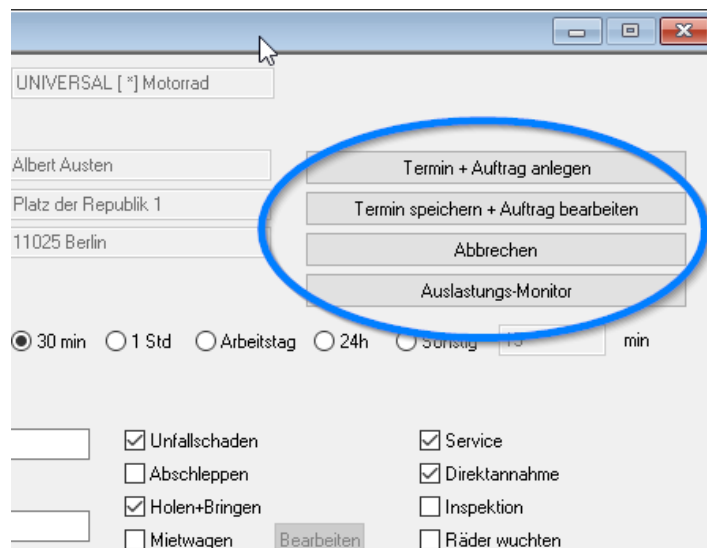 UNIVERSAL [ *] Motorrad
Albert Austen
Termin + Auftrag anlegen
Platz der Republik 1
Termin speichern + Auftrag bearbeiten
11025 Berlin
Abbrechen
Auslastungs-Monitor
30 min 1 Std Arbeitstag 24h Sonstig 15 min
Unfallschaden Service
Abschleppen Direktannahme
Holen+Bringen Inspektion
Mietwagen Bearbeiten Räder wuchten